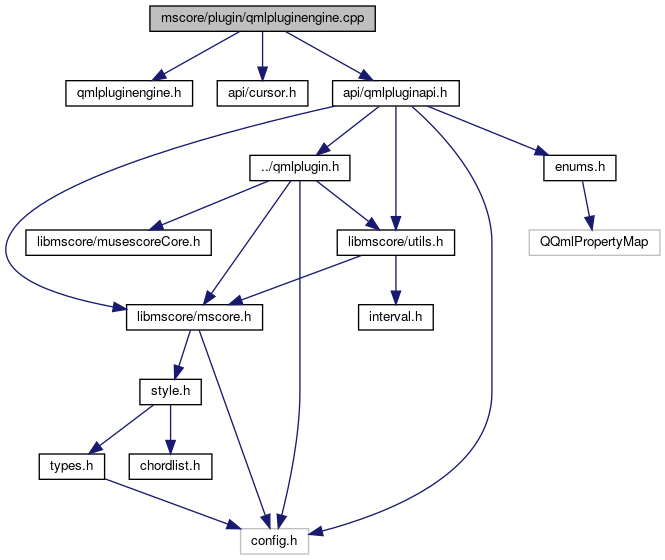 mscore/plugin/qmlpluginengine.cpp
qmlpluginengine.h
api/cursor.h
api/qmlpluginapi.h
../qmlplugin.h
enums.h
libmscore/musescoreCore.h
libmscore/utils.h
QQmlPropertyMap
libmscore/mscore.h
interval.h
style.h
types.h
chordlist.h
config.h